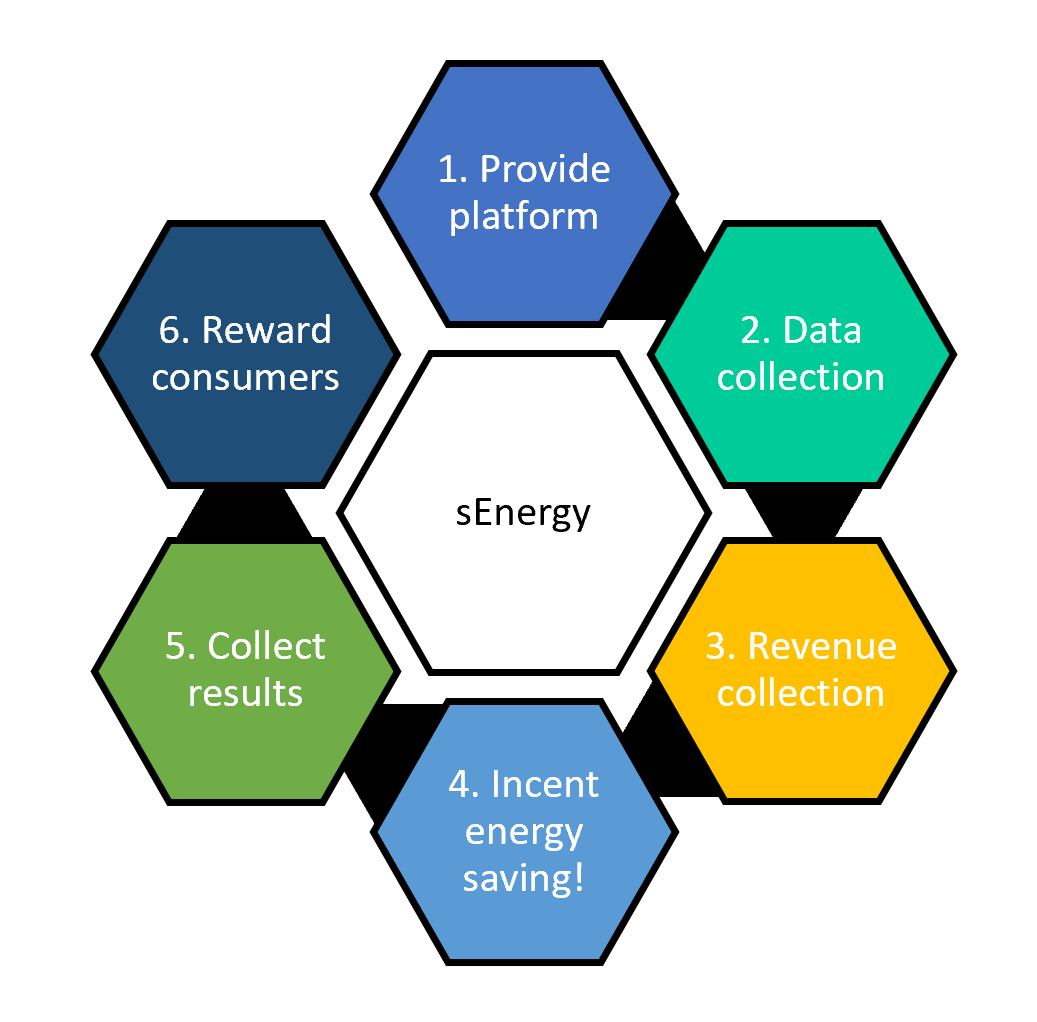 1. Provide
platform
2. Data
collection
3. Revenue
collection
4. Incent
energy
saving!
5. Collect
results
6. Reward
consumers
sEnergy